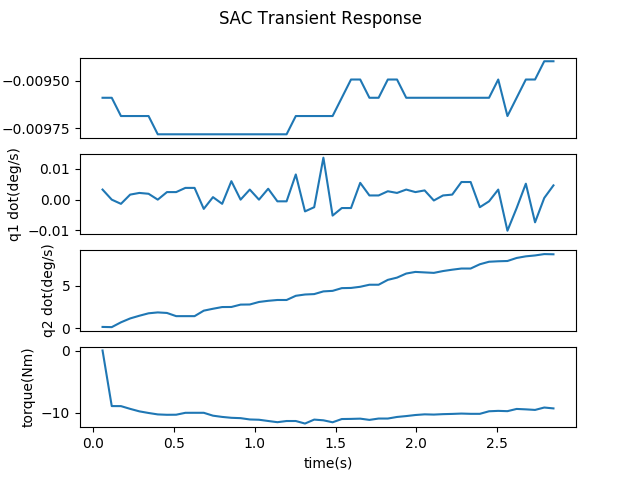 SAC Transient Response
−0.00950
−0.00975
q1 dot(deg/s)
0.01
0.00
−0.01
q2 dot(deg/s)
5
0
torque(Nm)
0
−10
0.0 0.5 1.0 1.5 2.0 2.5
time(s)